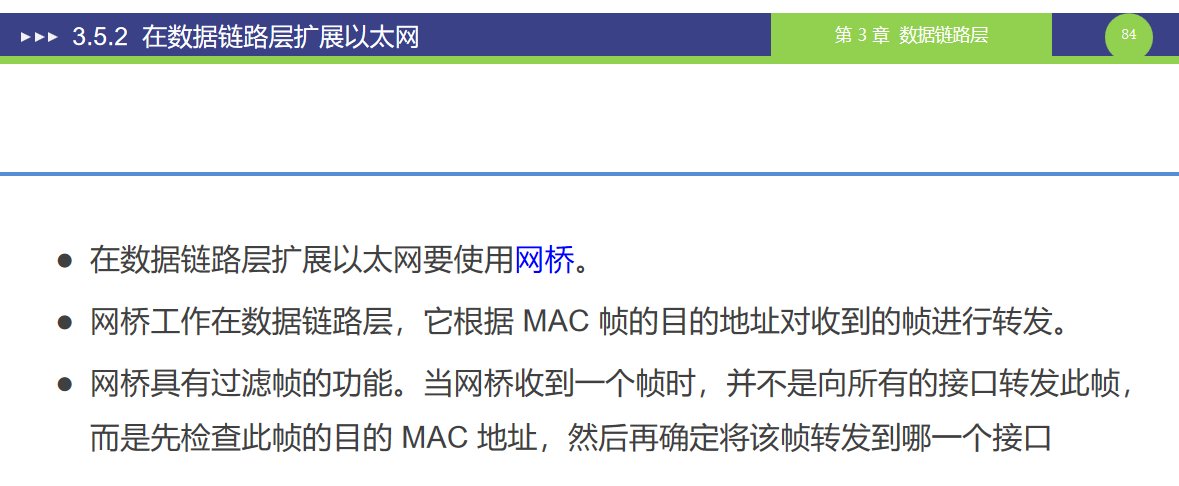 ▸▸▸ 3.5.2 在数据链路层扩展以太网
第 3 章 数据链路层
84
● 在数据链路层扩展以太网要使用网桥。
● 网桥工作在数据链路层，它根据 MAC 帧的目的地址对收到的帧进行转发。
● 网桥具有过滤帧的功能。当网桥收到一个帧时，并不是向所有的接口转发此帧，
而是先检查此帧的目的 MAC 地址，然后再确定将该帧转发到哪一个接口